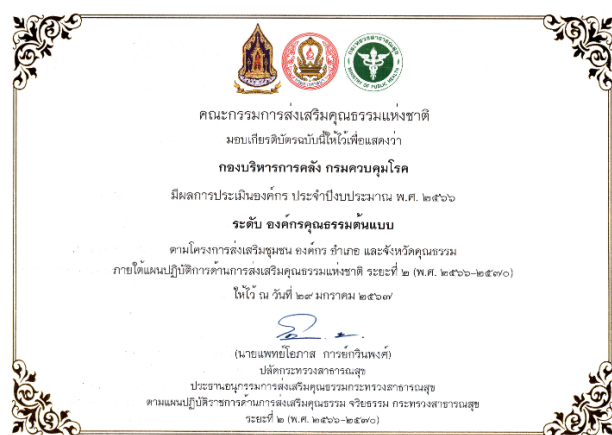 คณะกรรมการส่งเสริมคุณธรรมแห่งชาติ
มอบเกียรติบัตรฉบับนี้ให้ไว้เพื่อแสดงว่า
กองบริหารการคลัง กรมควบคุมโรค
มีผลการประเมินองค์กร ประจำปีงบประมาณ พ.ศ. ๒๕๖๖
ระดับ องค์กรคุณธรรมต้นแบบ
ตามโครงการส่งเสริมชุมชน องค์กร อำเภอ และจังหวัดคุณธรรม
ภายใต้แผนปฏิบัติการด้านการส่งเสริมคุณธรรมแห่งชาติ ระยะที่ ๒ (พ.ศ. ๒๕๖๖-๒๕๗๐)
ให้ไว้ ณ วันที่ ๒๙ มกราคม ๒๕๖๗
(นายแพทย์โอภาส การย์กวินพงศ์)
ปลัดกระทรวงสาธารณสุข
ประธานอนุกรรมการส่งเสริมคุณธรรมกระทรวงสาธารณสุข
ตามแผนปฏิบัติราชการด้านการส่งเสริมคุณธรรม จริยธรรม กระทรวงสาธารณสุข
ระยะที่ ๒ (พ.ศ. ๒๕๖๖-๒๕๗๐)